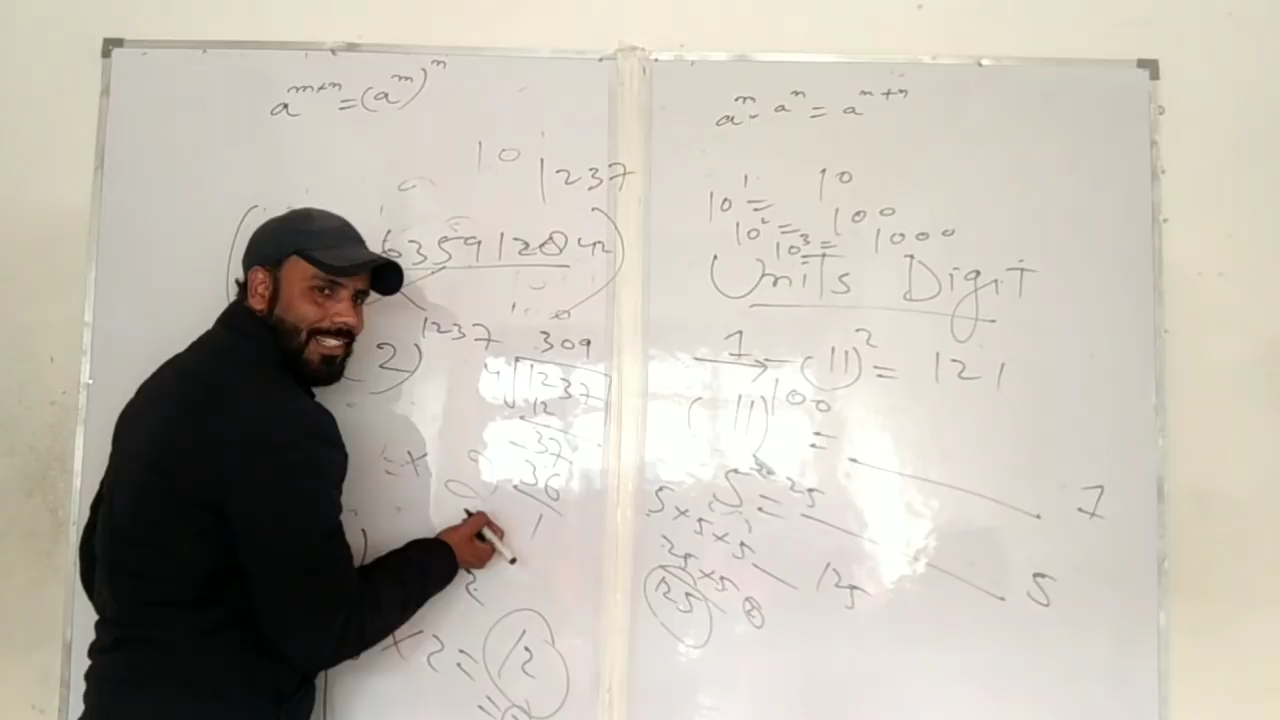 a^{m+n} = (a^m)^n
10
1237
6359120842)
2)^{1237}
309
4√1237
12
37
36
1
× 2 = 12
a^m · a^n = a^{m+n}
10^1 = 10
10^2 = 100
10^3 = 1000
Units Digit
1 → (11)^2 = 121
(11)^{100} = 1
5 = 25
5×5×5 — 125
25×5
125
5